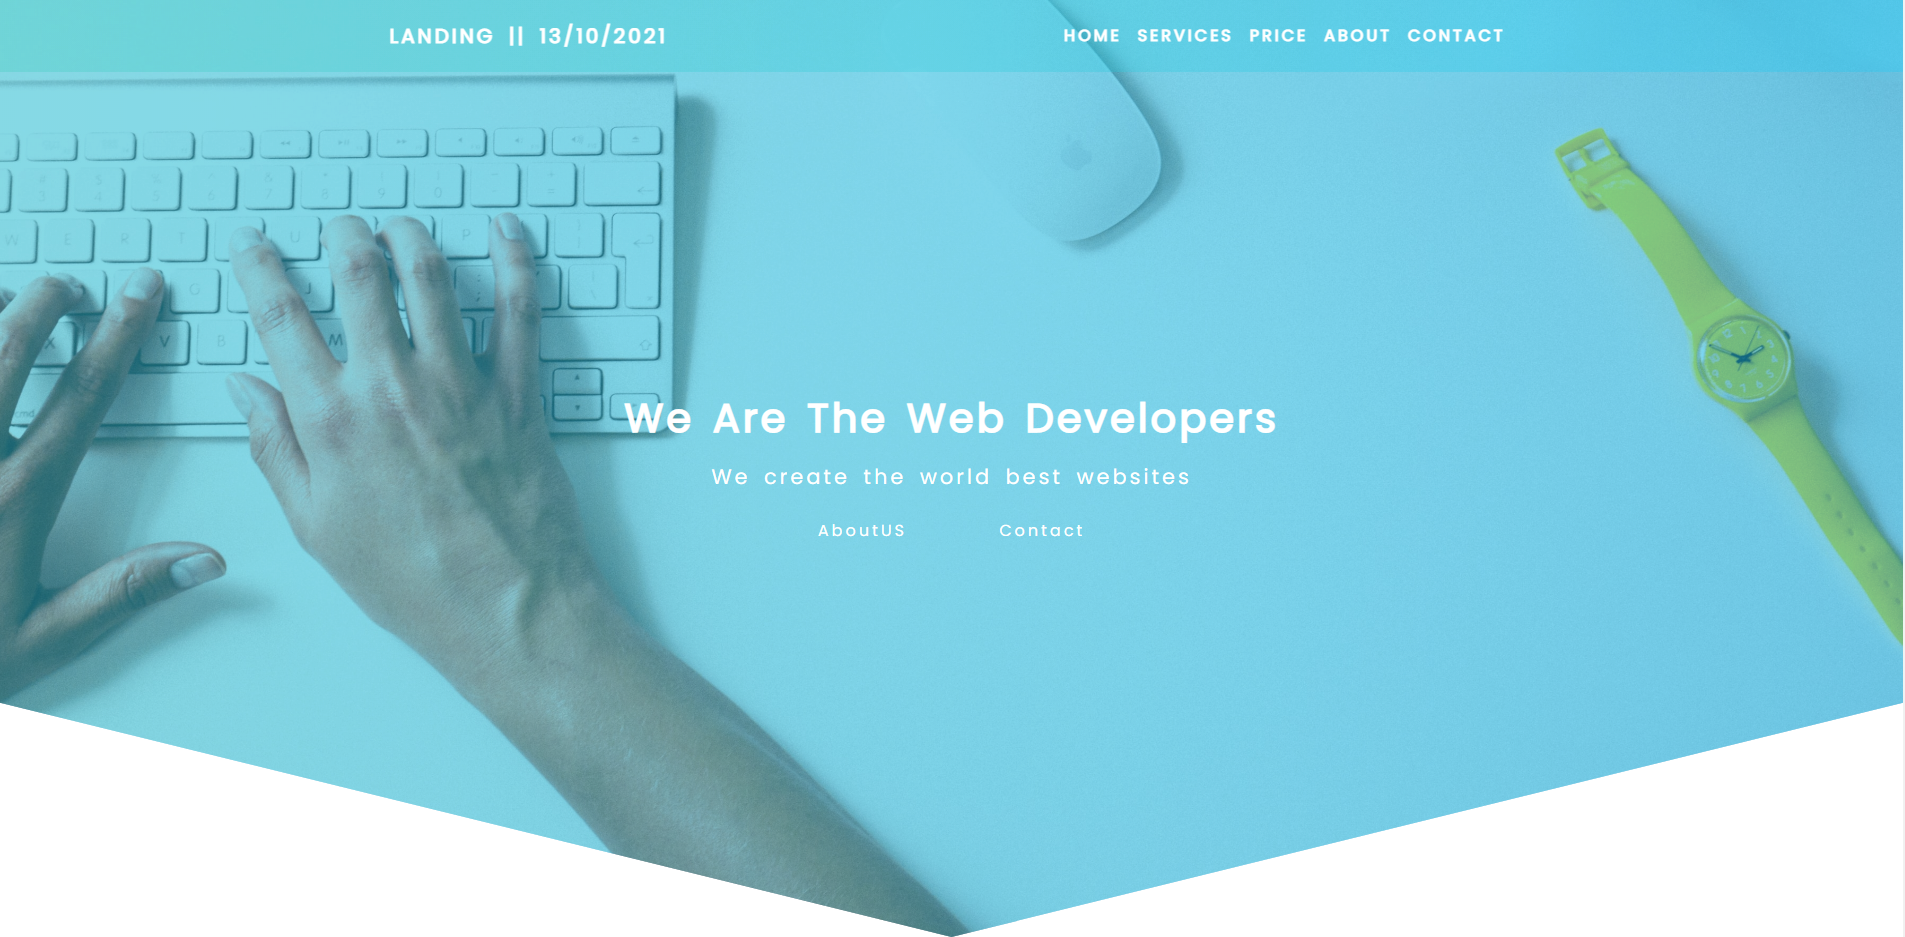 LANDING || 13/10/2021
HOME SERVICES PRICE ABOUT CONTACT
We Are The Web Developers
We create the world best websites
AboutUS Contact
W E R T U P
G
X V B M
cmd